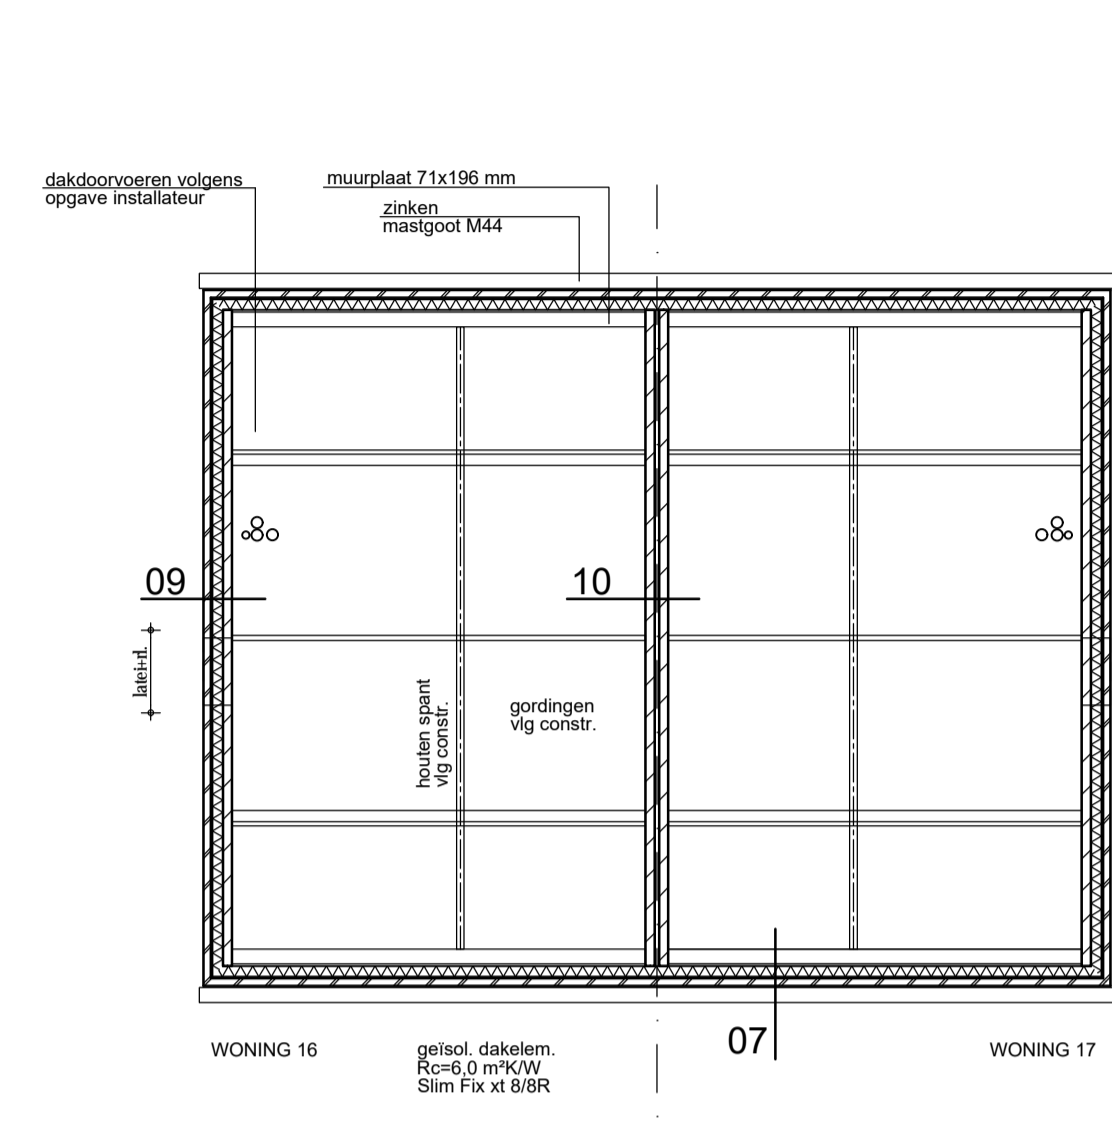 dakdoorvoeren volgens
opgave installateur
muurplaat 71x196 mm
zinken
mastgoot M44
09
10
latei+rl.
houten spant
vlg constr.
gordingen
vlg constr.
07
WONING 16
geïsol. dakelem.
Rc=6,0 m²K/W
Slim Fix xt 8/8R
WONING 17